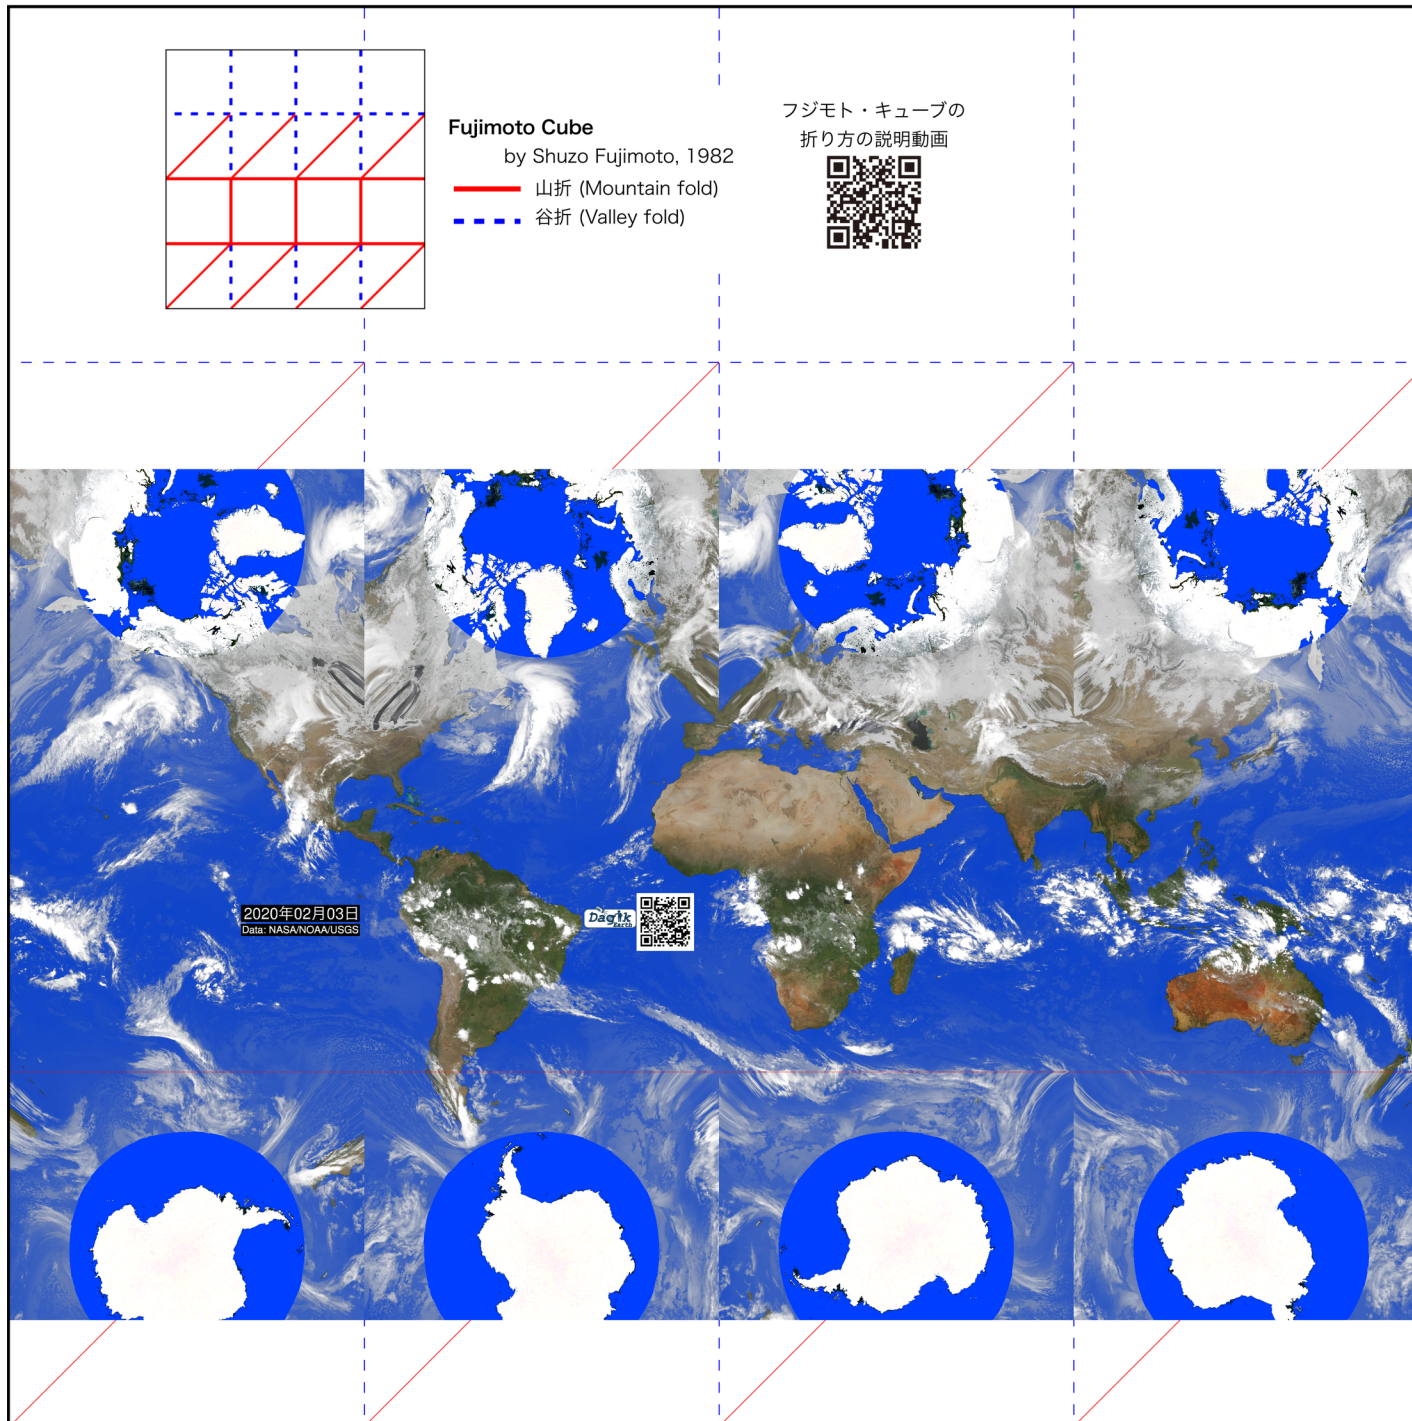 Fujimoto Cube
by Shuzo Fujimoto, 1982
山折 (Mountain fold)
谷折 (Valley fold)
フジモト・キューブの
折り方の説明動画
2020年02月03日
Data: NASA/NOAA/USGS
Dagik
Earth